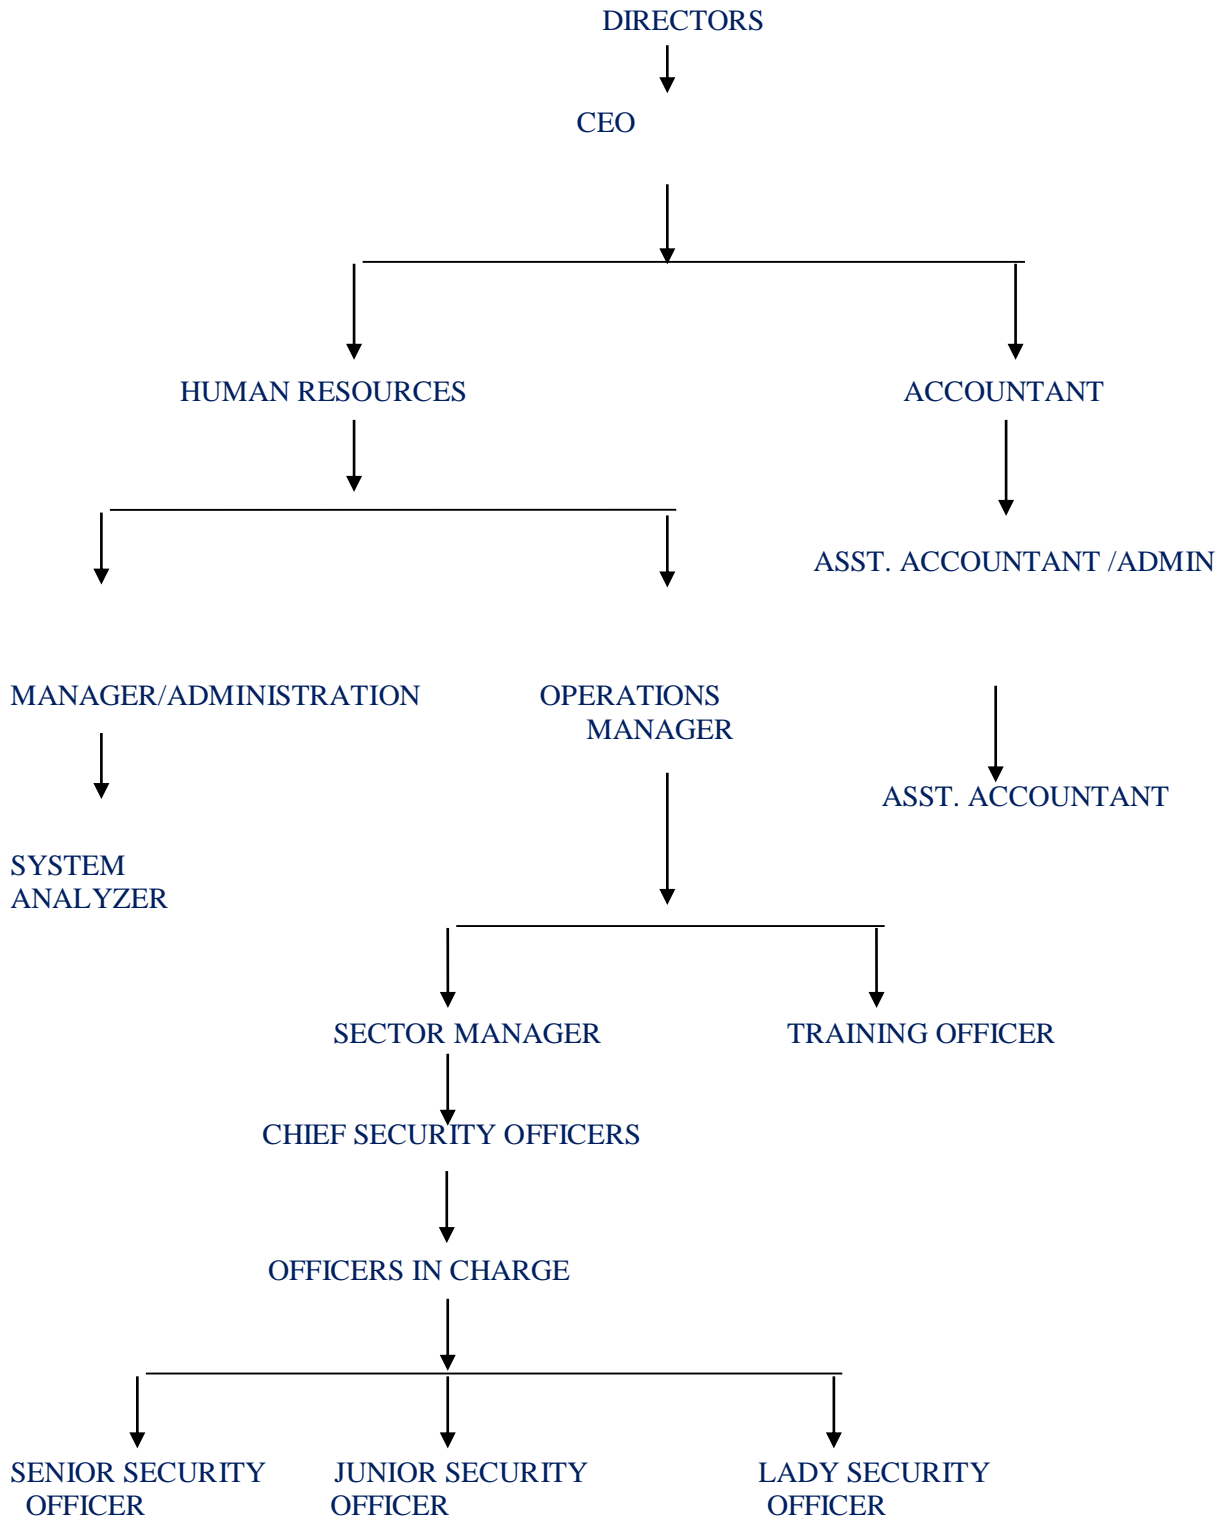 DIRECTORS
CEO
HUMAN RESOURCES
ACCOUNTANT
ASST. ACCOUNTANT /ADMIN
MANAGER/ADMINISTRATION
OPERATIONS
MANAGER
ASST. ACCOUNTANT
SYSTEM
ANALYZER
SECTOR MANAGER
TRAINING OFFICER
CHIEF SECURITY OFFICERS
OFFICERS IN CHARGE
SENIOR SECURITY
OFFICER
JUNIOR SECURITY
OFFICER
LADY SECURITY
OFFICER